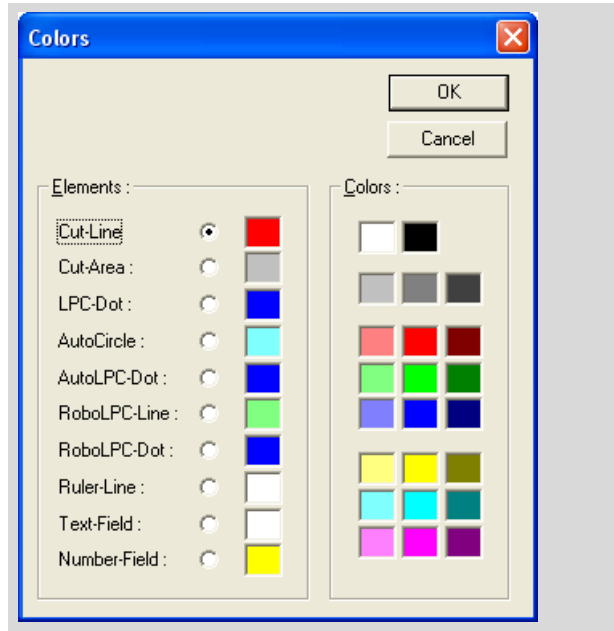 Colors
OK
Cancel
Elements :
Colors :
Cut-Line
Cut-Area :
LPC-Dot :
AutoCircle :
AutoLPC-Dot :
RoboLPC-Line :
RoboLPC-Dot :
Ruler-Line :
Text-Field :
Number-Field :